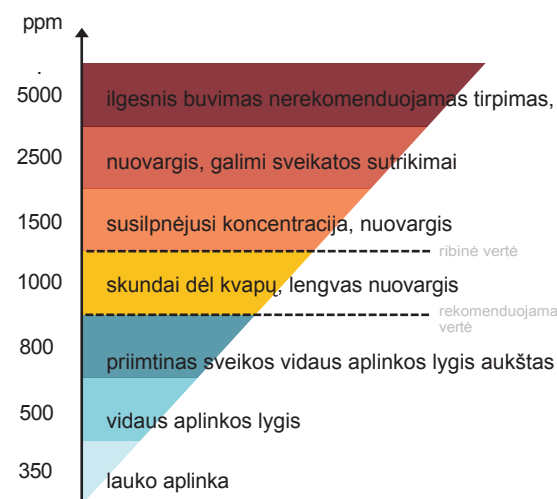 ppm
.
5000 ilgesnis buvimas nerekomenduojamas tirpimas,
2500 nuovargis, galimi sveikatos sutrikimai
1500 susilpnėjusi koncentracija, nuovargis
ribinė vertė
1000 skundai dėl kvapų, lengvas nuovargis
rekomenduojama
vertė
800 priimtinas sveikos vidaus aplinkos lygis aukštas
500 vidaus aplinkos lygis
350 lauko aplinka